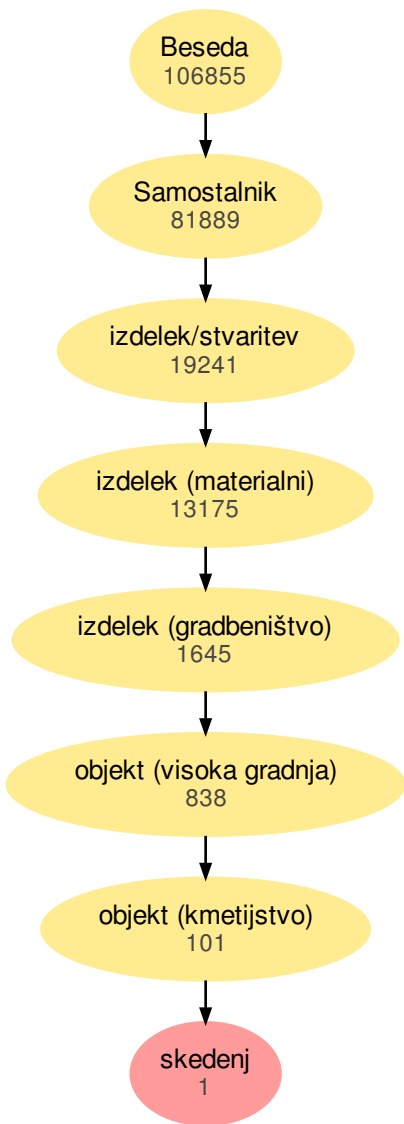 Beseda
106855
Samostalnik
81889
izdelek/stvaritev
19241
izdelek (materialni)
13175
izdelek (gradbeništvo)
1645
objekt (visoka gradnja)
838
objekt (kmetijstvo)
101
skedenj
1